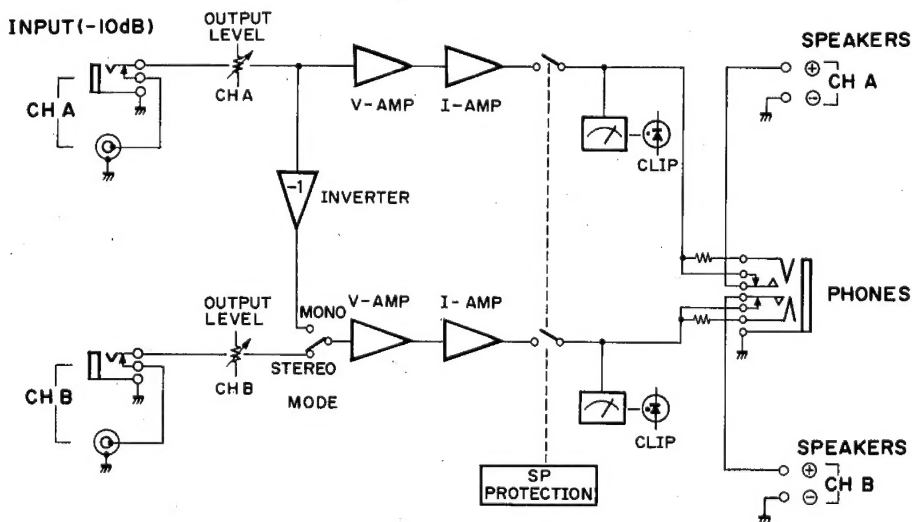 INPUT (-10dB)
OUTPUT
LEVEL
CH A
CH A
V-AMP
I-AMP
CLIP
SPEAKERS
⊕
CH A
⊖
-1
INVERTER
PHONES
OUTPUT
LEVEL
CH B
CH B
MONO
STEREO
MODE
V-AMP
I-AMP
CLIP
SP
PROTECTION
SPEAKERS
⊕
CH B
⊖